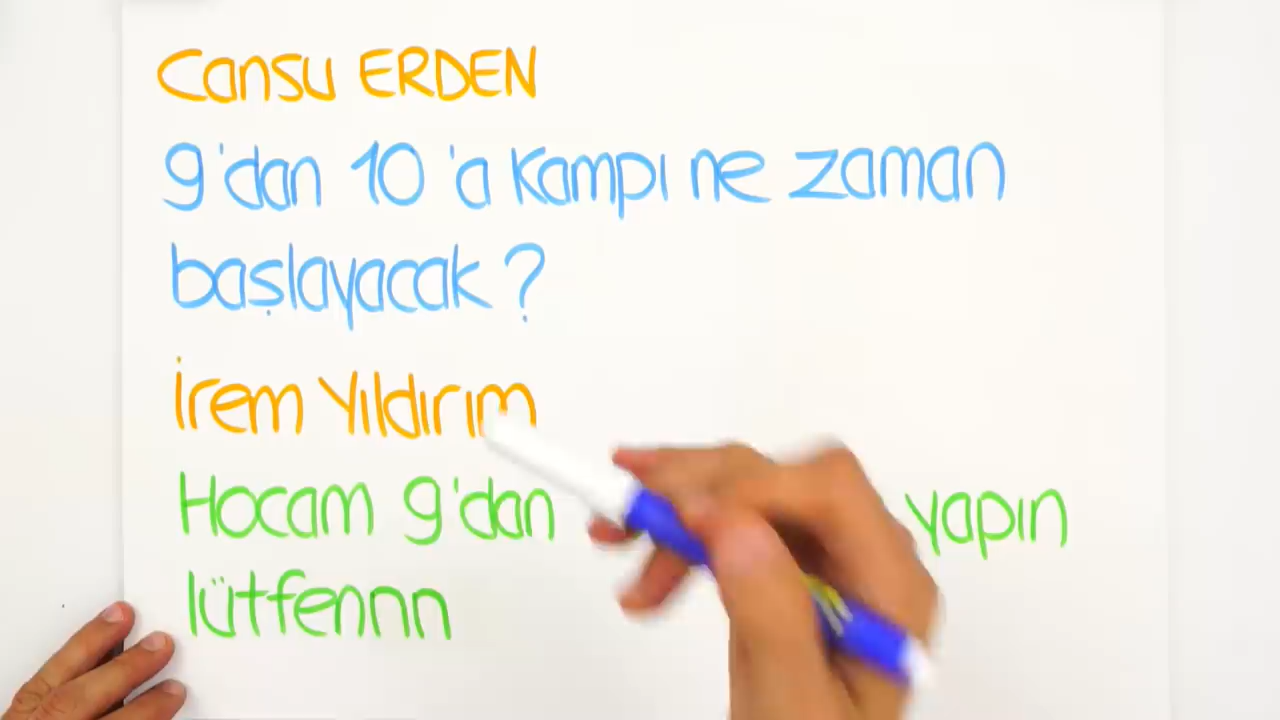 Cansu ERDEN
9'dan 10'a Kampı ne zaman
başlayacak?
İrem Yıldırım
Hocam 9'dan yapın
lütfennn